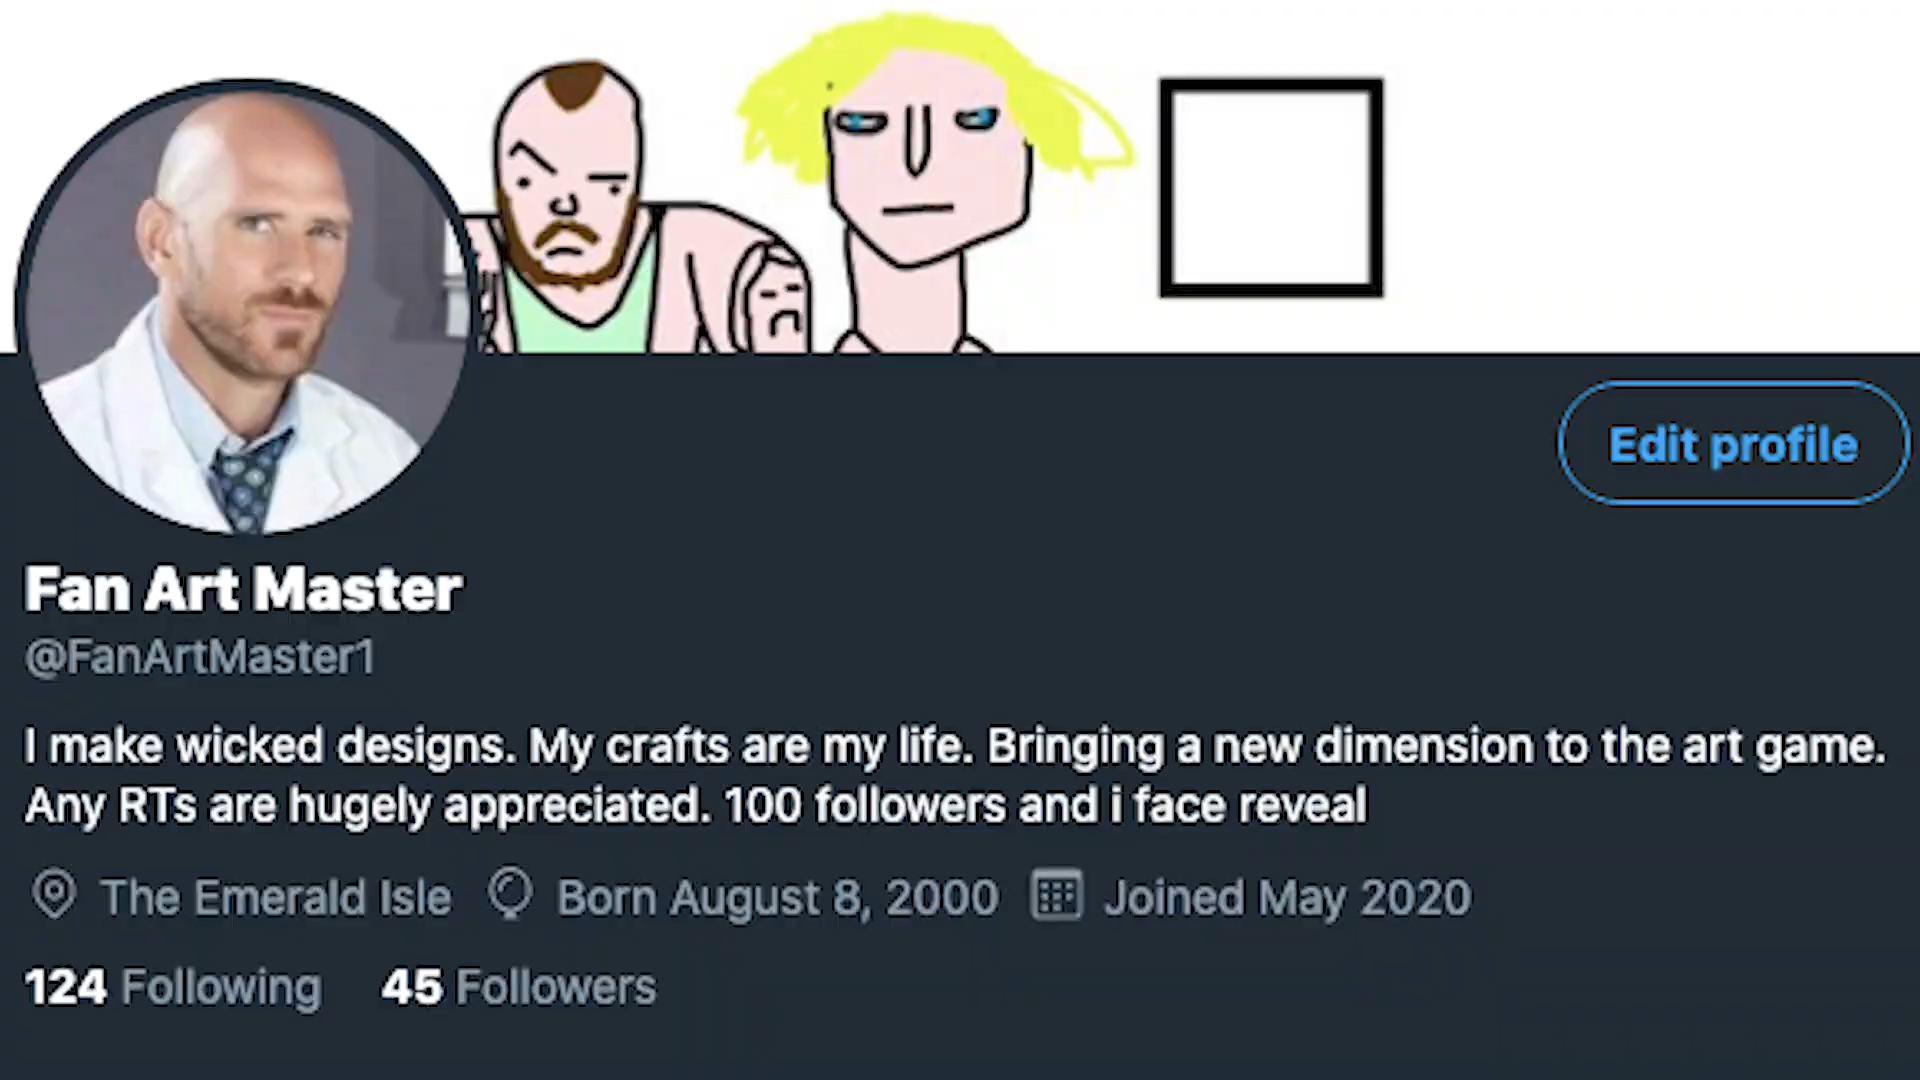 Edit profile
Fan Art Master
@FanArtMaster1
I make wicked designs. My crafts are my life. Bringing a new dimension to the art game.
Any RTs are hugely appreciated. 100 followers and i face reveal
The Emerald Isle Born August 8, 2000 Joined May 2020
124 Following 45 Followers